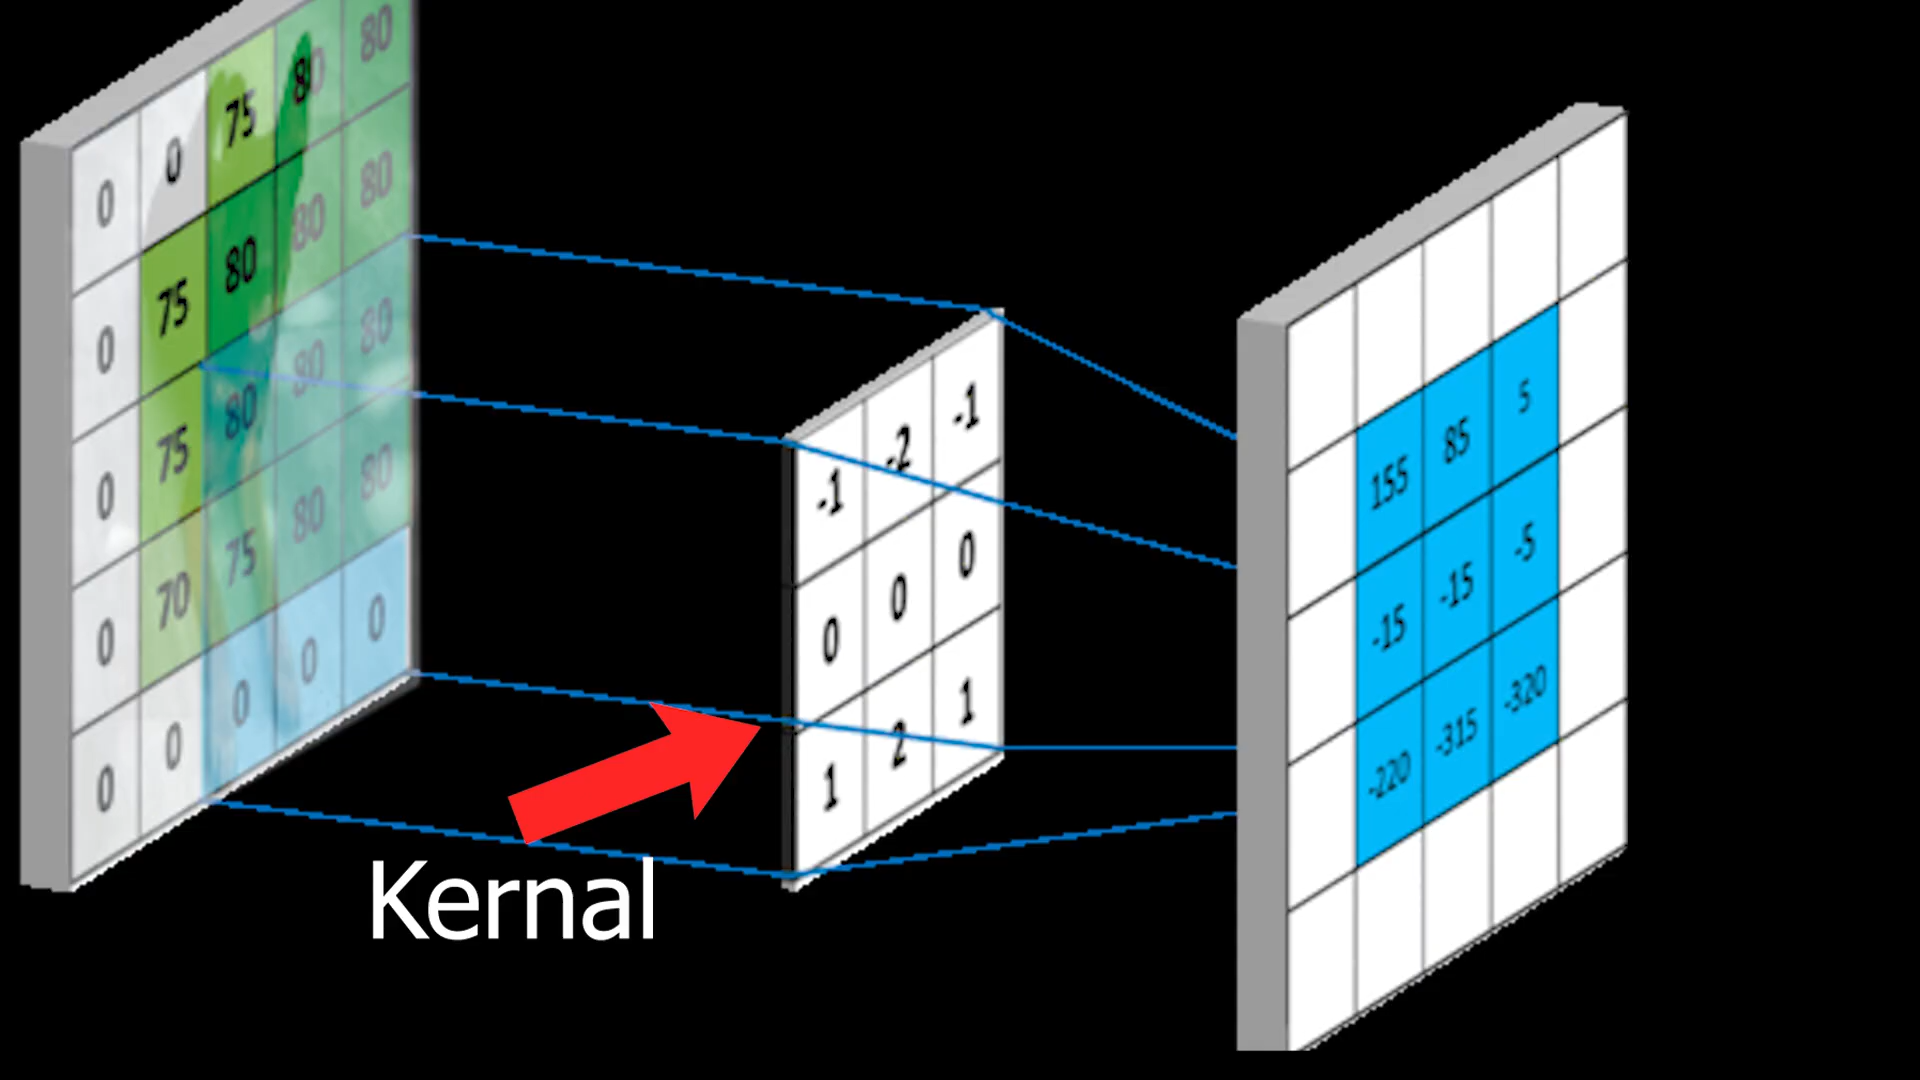 0 0 75 80 80
0 75 80 80 80
0 75 80 80 80
0 70 75 80 80
0 0 0 0 0
-1 -2 -1
0 0 0
1 2 1
155 85 5
-15 -15 -5
-220 -315 -320
Kernal